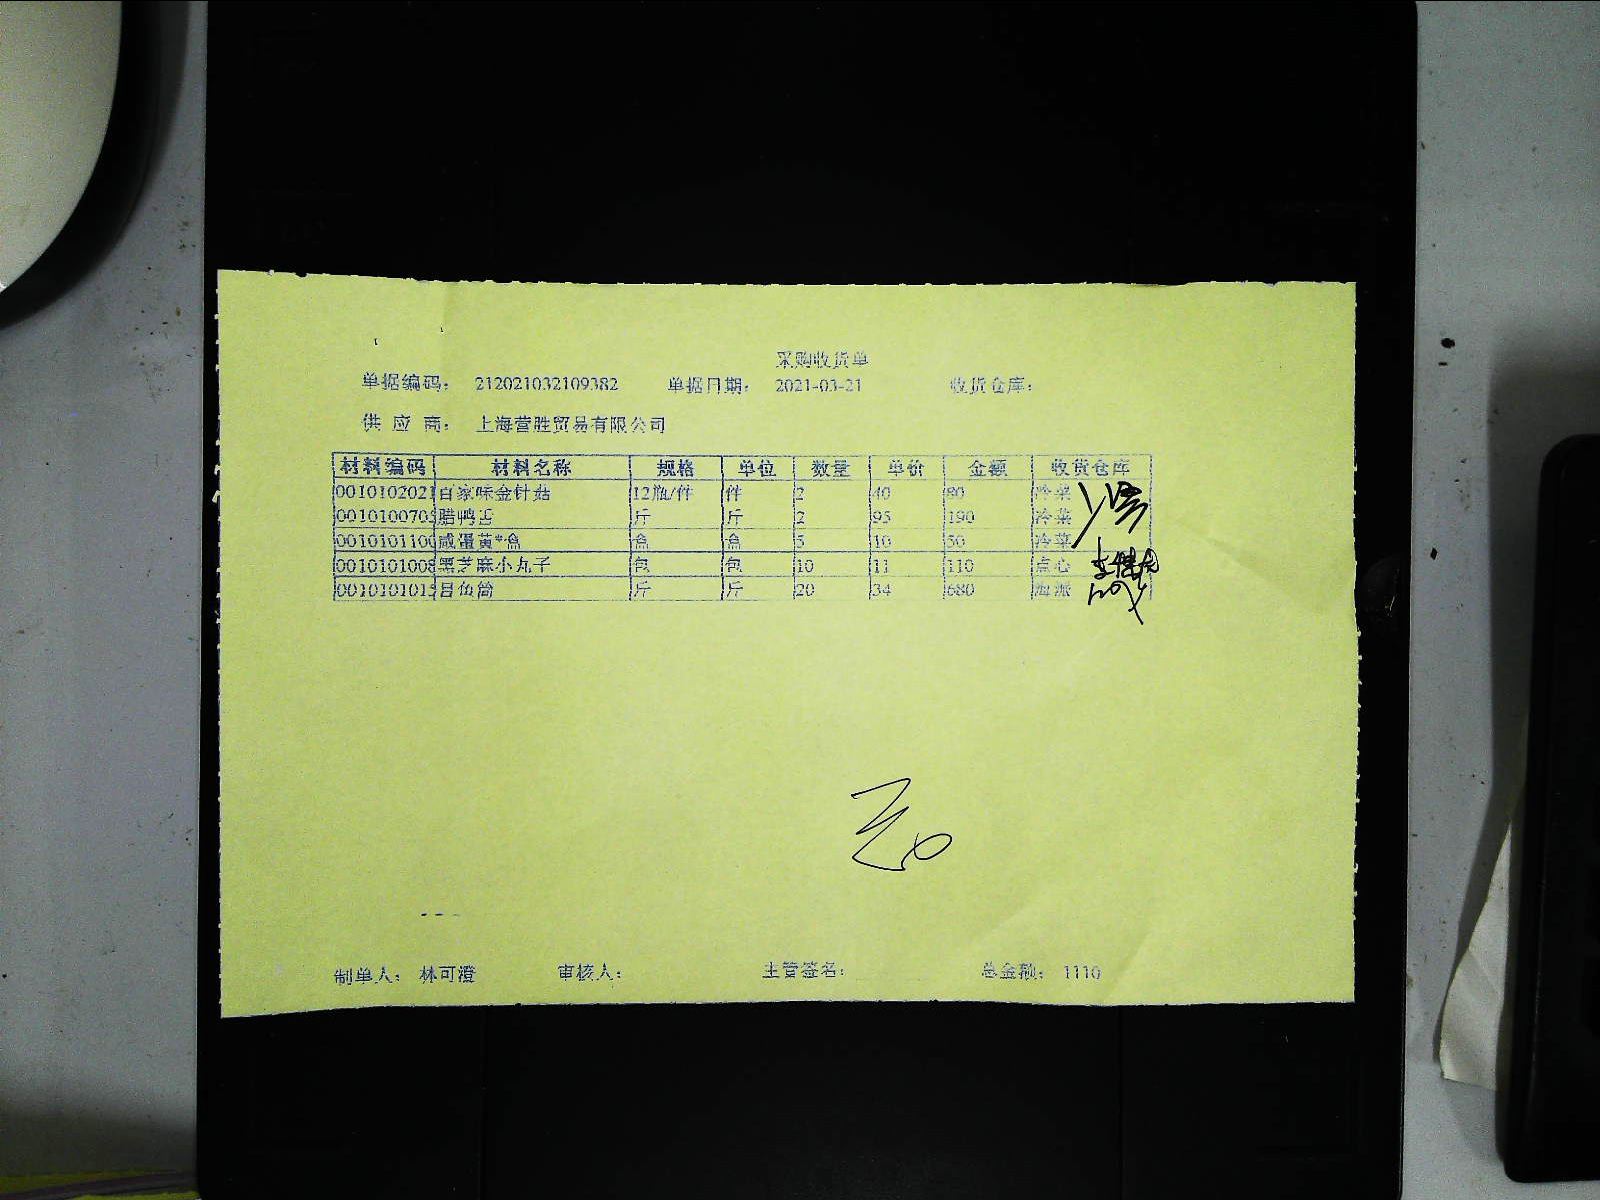 采购收货单
单据编码： 212021032109382 单据日期： 2021-03-21 收货仓库：
供 应 商： 上海营胜贸易有限公司
材料编码 材料名称 规格 单位 数量 单价 金额 收货仓库
0010102021 百家味金针菇 12瓶/件 件 2 40 80 冷菜
001010070 腊鸭舌 斤 斤 2 95 190 冷菜
001010110 咸蛋黄*盒 盒 盒 5 10 50 冷菜
001010100 黑芝麻小丸子 包 包 10 11 110 点心
001010101 斤 斤 20 34 680 海派
制单人： 林可澄 审核人： 主管签名： 总金额： 1110